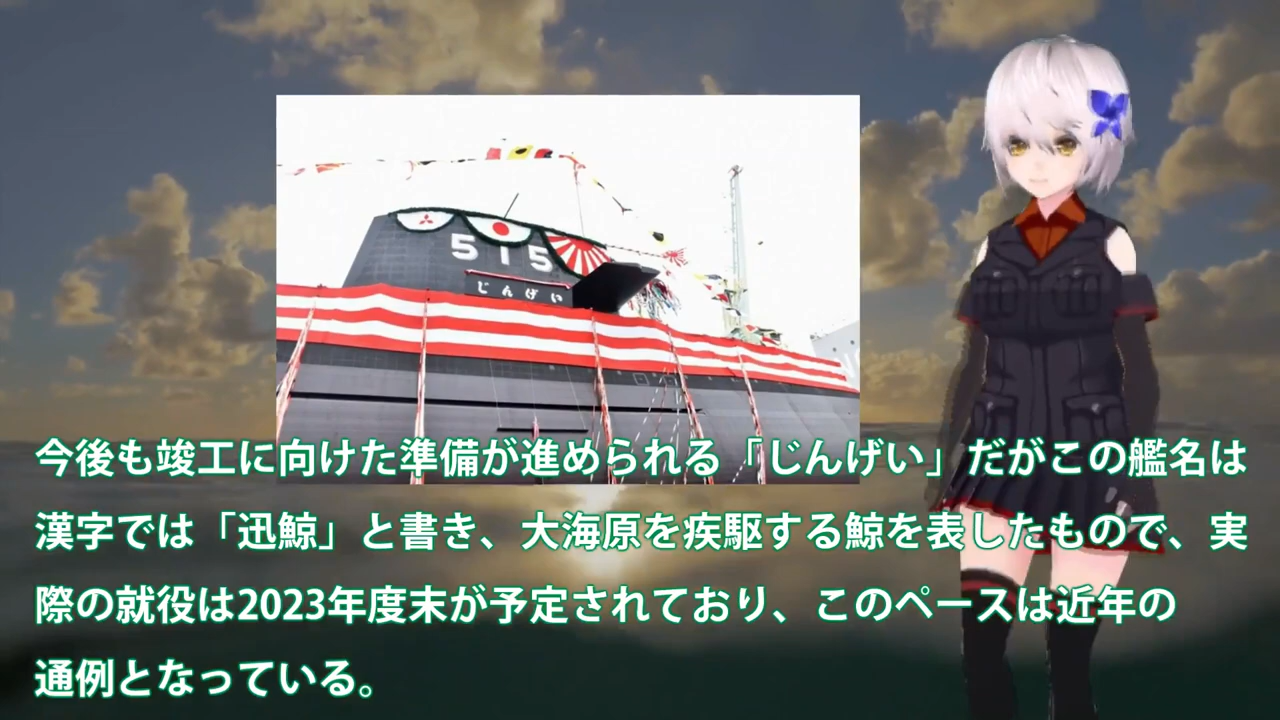 515
じんげい
今後も竣工に向けた準備が進められる「じんげい」だがこの艦名は
漢字では「迅鯨」と書き、大海原を疾駆する鯨を表したもので、実
際の就役は2023年度末が予定されており、このペースは近年の
通例となっている。